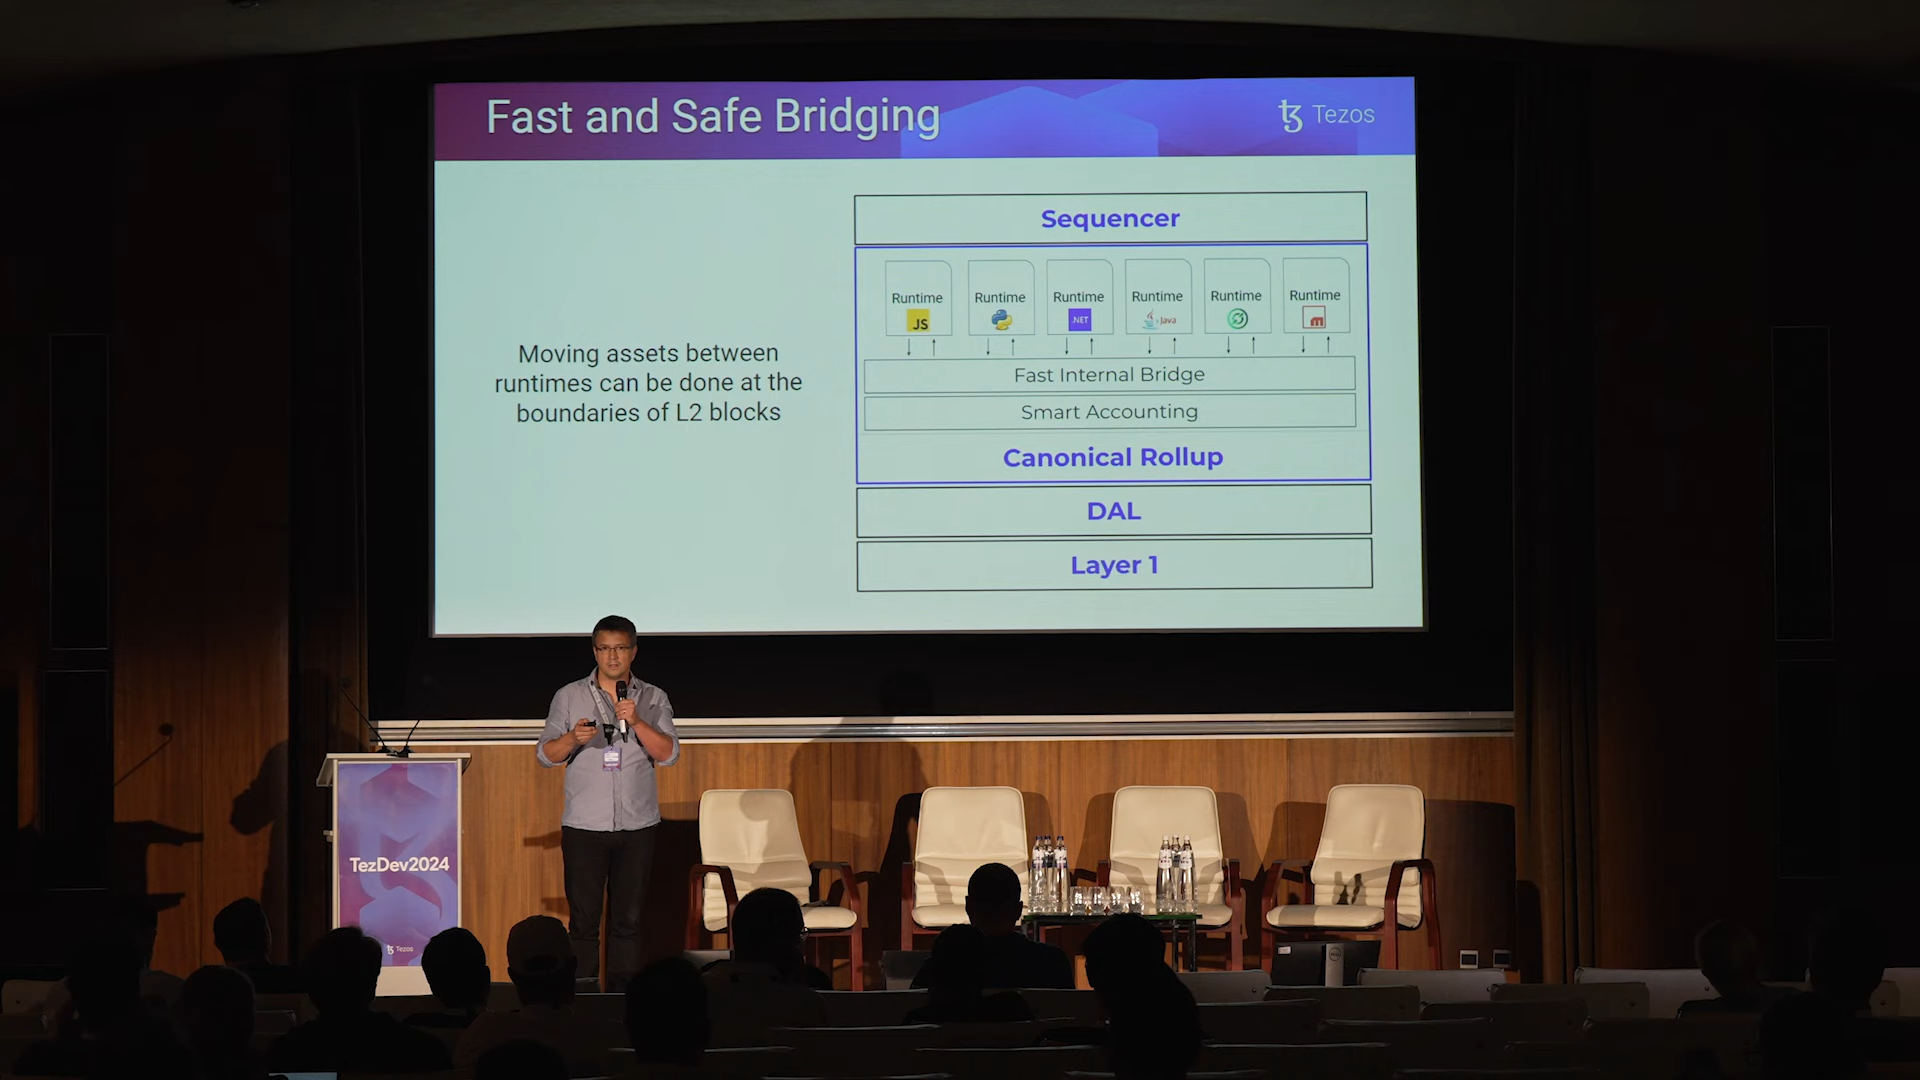 Fast and Safe Bridging
Tezos
Moving assets between
runtimes can be done at the
boundaries of L2 blocks
Sequencer
Runtime Runtime Runtime Runtime Runtime Runtime
JS .NET Java
Fast Internal Bridge
Smart Accounting
Canonical Rollup
DAL
Layer 1
TezDev2024
Tezos